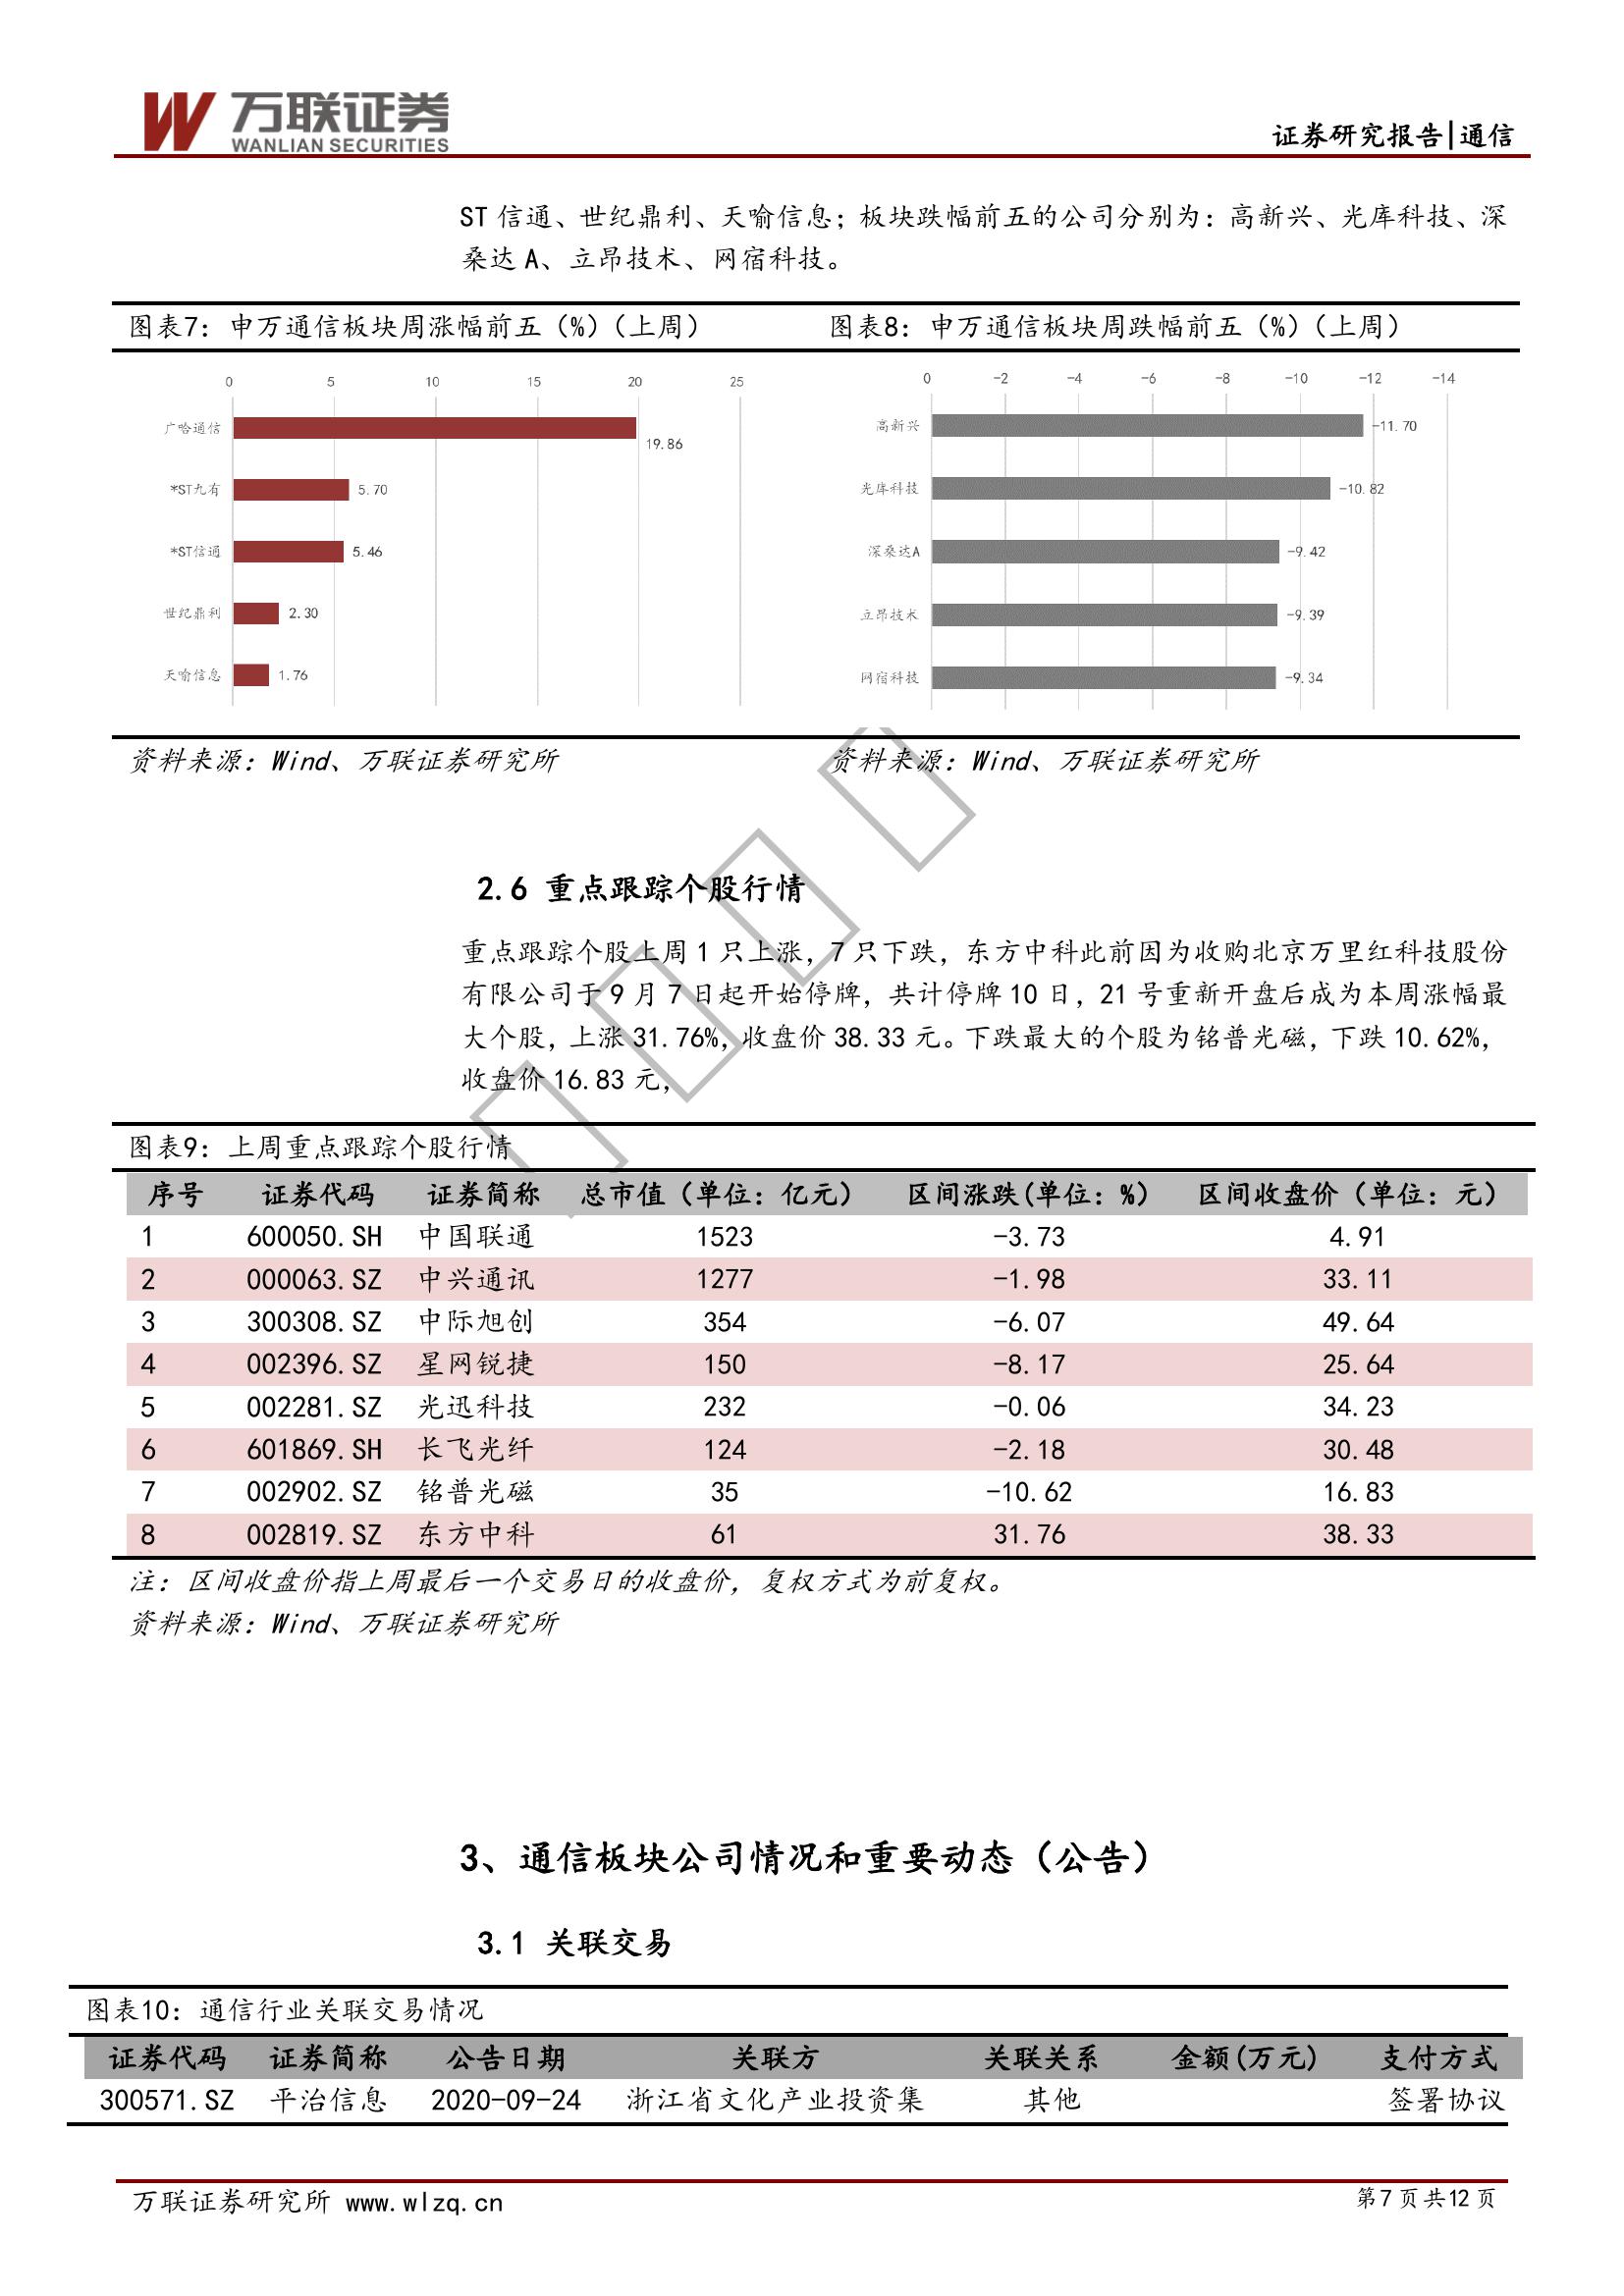 万联证券
WANLIAN SECURITIES
证券研究报告|通信
ST 信通、世纪鼎利、天喻信息；板块跌幅前五的公司分别为：高新兴、光库科技、深
桑达 A、立昂技术、网宿科技。
图表7：申万通信板块周涨幅前五（%）（上周）
0 5 10 15 20 25
广哈通信 19.86
*ST九有 5.70
*ST信通 5.46
世纪鼎利 2.30
天喻信息 1.76
资料来源：Wind、万联证券研究所
图表8：申万通信板块周跌幅前五（%）（上周）
0 -2 -4 -6 -8 -10 -12 -14
高新兴 -11.70
光库科技 -10.82
深桑达A -9.42
立昂技术 -9.39
网宿科技 -9.34
资料来源：Wind、万联证券研究所
2.6 重点跟踪个股行情
重点跟踪个股上周 1 只上涨，7 只下跌，东方中科此前因为收购北京万里红科技股份
有限公司于 9 月 7 日起开始停牌，共计停牌 10 日，21 号重新开盘后成为本周涨幅最
大个股，上涨 31.76%，收盘价 38.33 元。下跌最大的个股为铭普光磁，下跌 10.62%，
收盘价 16.83 元，
图表9：上周重点跟踪个股行情
序号 证券代码 证券简称 总市值（单位：亿元） 区间涨跌(单位：%） 区间收盘价（单位：元）
1 600050.SH 中国联通 1523 -3.73 4.91
2 000063.SZ 中兴通讯 1277 -1.98 33.11
3 300308.SZ 中际旭创 354 -6.07 49.64
4 002396.SZ 星网锐捷 150 -8.17 25.64
5 002281.SZ 光迅科技 232 -0.06 34.23
6 601869.SH 长飞光纤 124 -2.18 30.48
7 002902.SZ 铭普光磁 35 -10.62 16.83
8 002819.SZ 东方中科 61 31.76 38.33
注：区间收盘价指上周最后一个交易日的收盘价，复权方式为前复权。
资料来源：Wind、万联证券研究所
3、通信板块公司情况和重要动态（公告）
3.1 关联交易
图表10：通信行业关联交易情况
证券代码 证券简称 公告日期 关联方 关联关系 金额(万元) 支付方式
300571.SZ 平治信息 2020-09-24 浙江省文化产业投资集 其他 签署协议
万联证券研究所 www.wlzq.cn
第 7 页 共 12 页